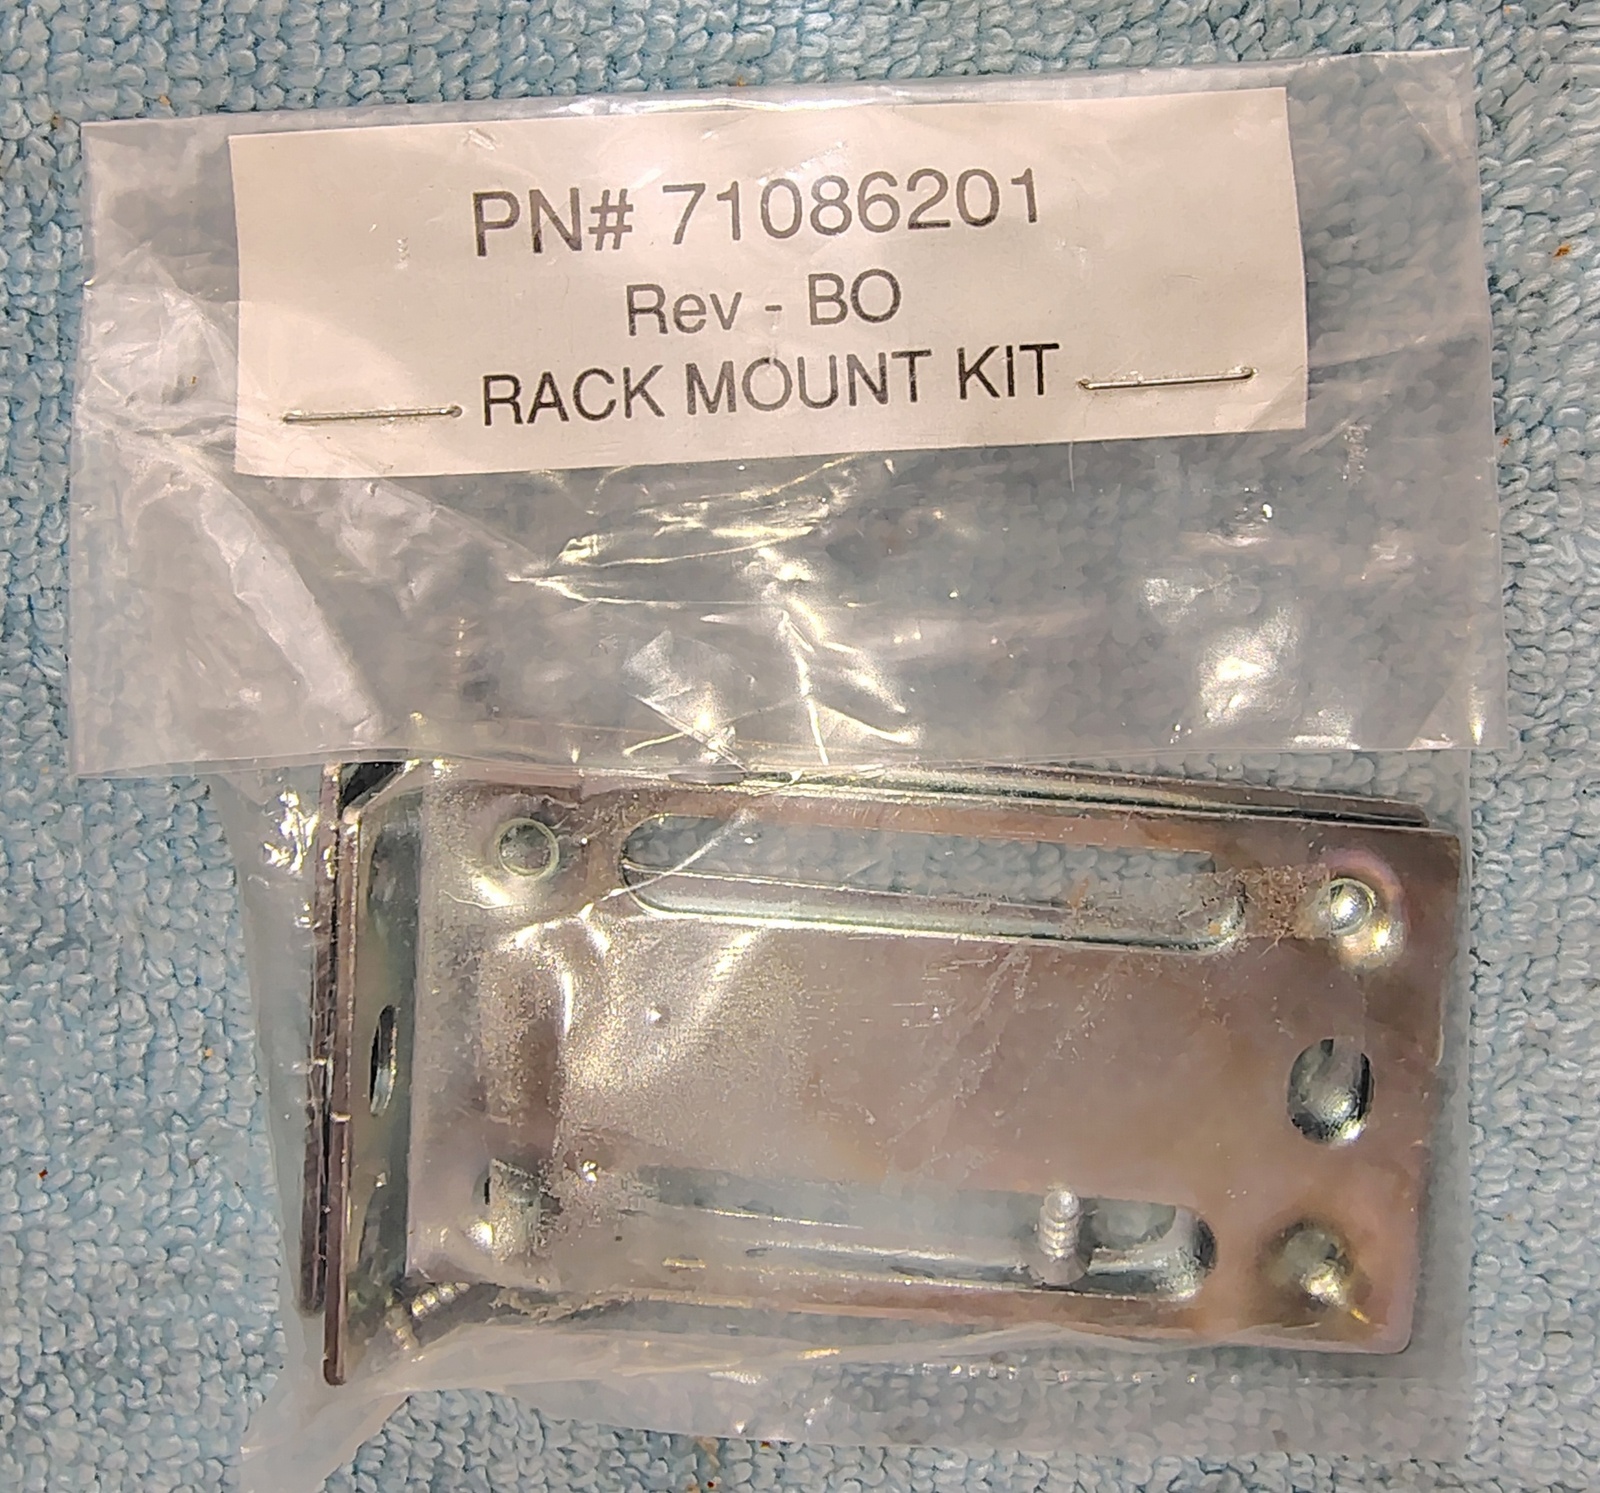 PN# 71086201
Rev - BO
RACK MOUNT KIT